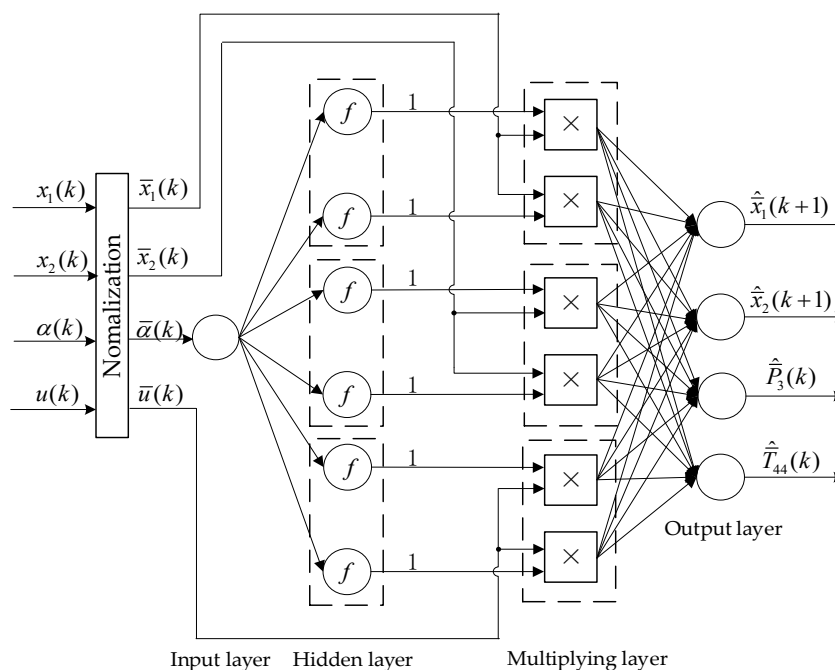 x₁(k)
x₂(k)
α(k)
u(k)
Nomalization
x̄₁(k)
x̄₂(k)
ᾱ(k)
ū(k)
f
f
f
f
f
f
1
1
1
1
1
1
×
×
×
×
×
×
x̄̂₁(k+1)
x̄̂₂(k+1)
P̄̂₃(k)
T̄̂₄₄(k)
Output layer
Input layer Hidden layer Multiplying layer